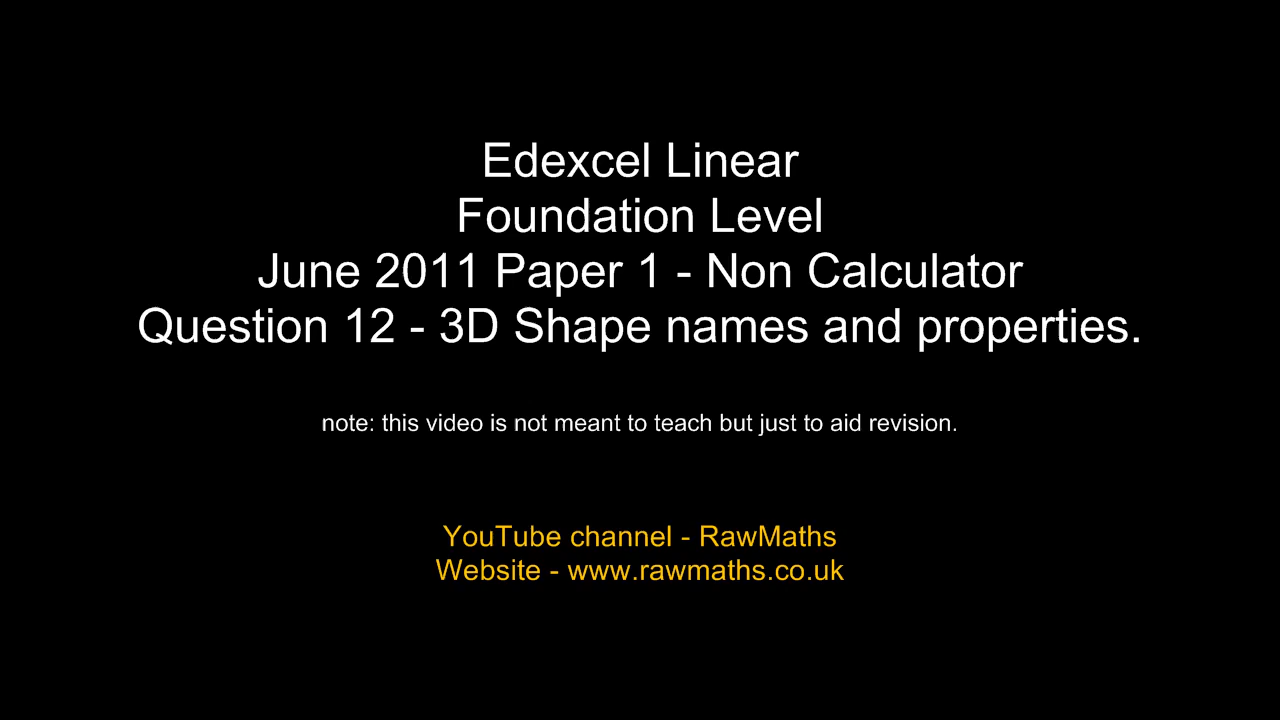 Edexcel Linear
Foundation Level
June 2011 Paper 1 - Non Calculator
Question 12 - 3D Shape names and properties.
note: this video is not meant to teach but just to aid revision.
YouTube channel - RawMaths
Website - www.rawmaths.co.uk